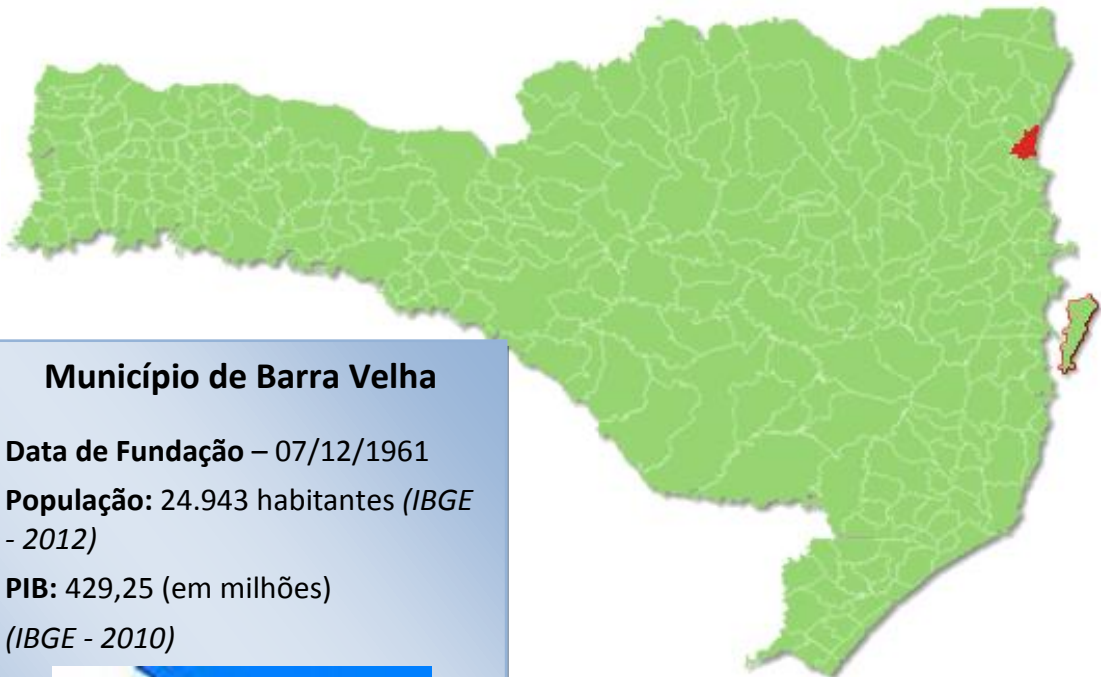 Município de Barra Velha
Data de Fundação – 07/12/1961
População: 24.943 habitantes (IBGE
- 2012)
PIB: 429,25 (em milhões)
(IBGE - 2010)